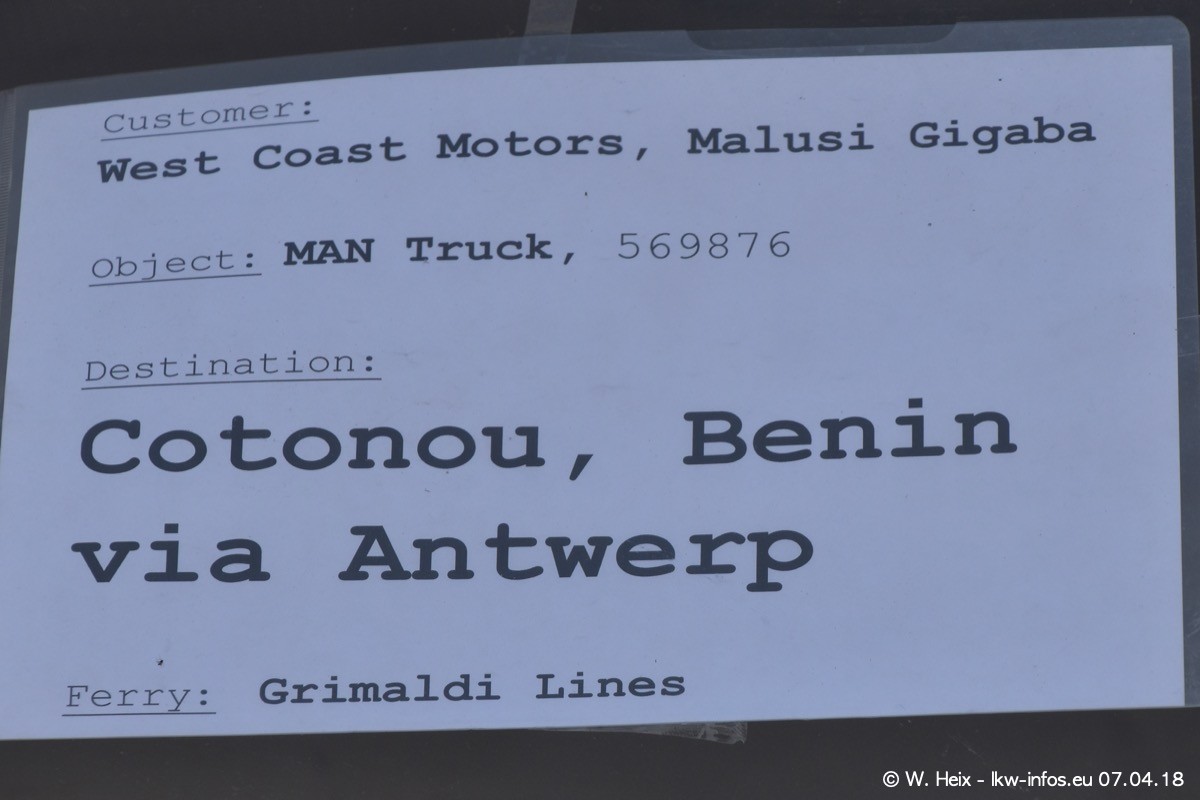 Customer:
West Coast Motors, Malusi Gigaba
Object: MAN Truck, 569876
Destination:
Cotonou, Benin
via Antwerp
Ferry: Grimaldi Lines
© W. Heix - lkw-infos.eu 07.04.18